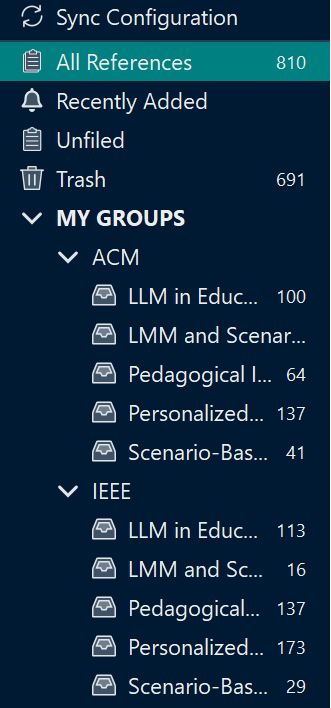 Sync Configuration
All References 810
Recently Added
Unfiled
Trash 691
MY GROUPS
ACM
LLM in Educ... 100
LMM and Scenar...
Pedagogical I... 64
Personalized... 137
Scenario-Bas... 41
IEEE
LLM in Educ... 113
LMM and Sc... 16
Pedagogical... 137
Personalized... 173
Scenario-Bas... 29